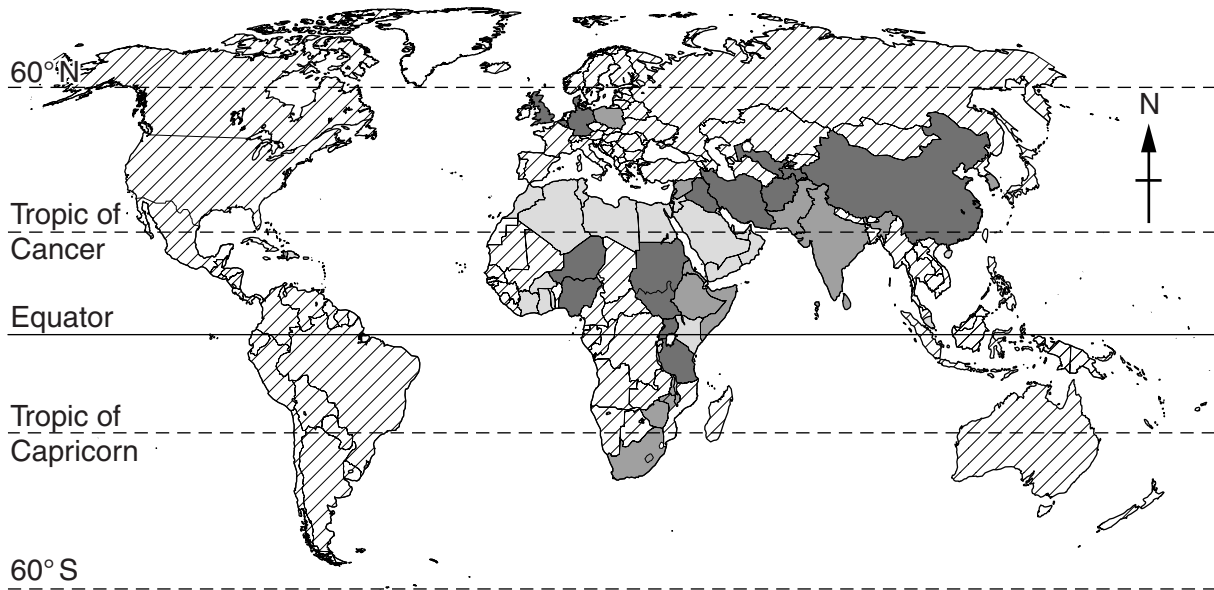 60° N
N
Tropic of
Cancer
Equator
Tropic of
Capricorn
60° S